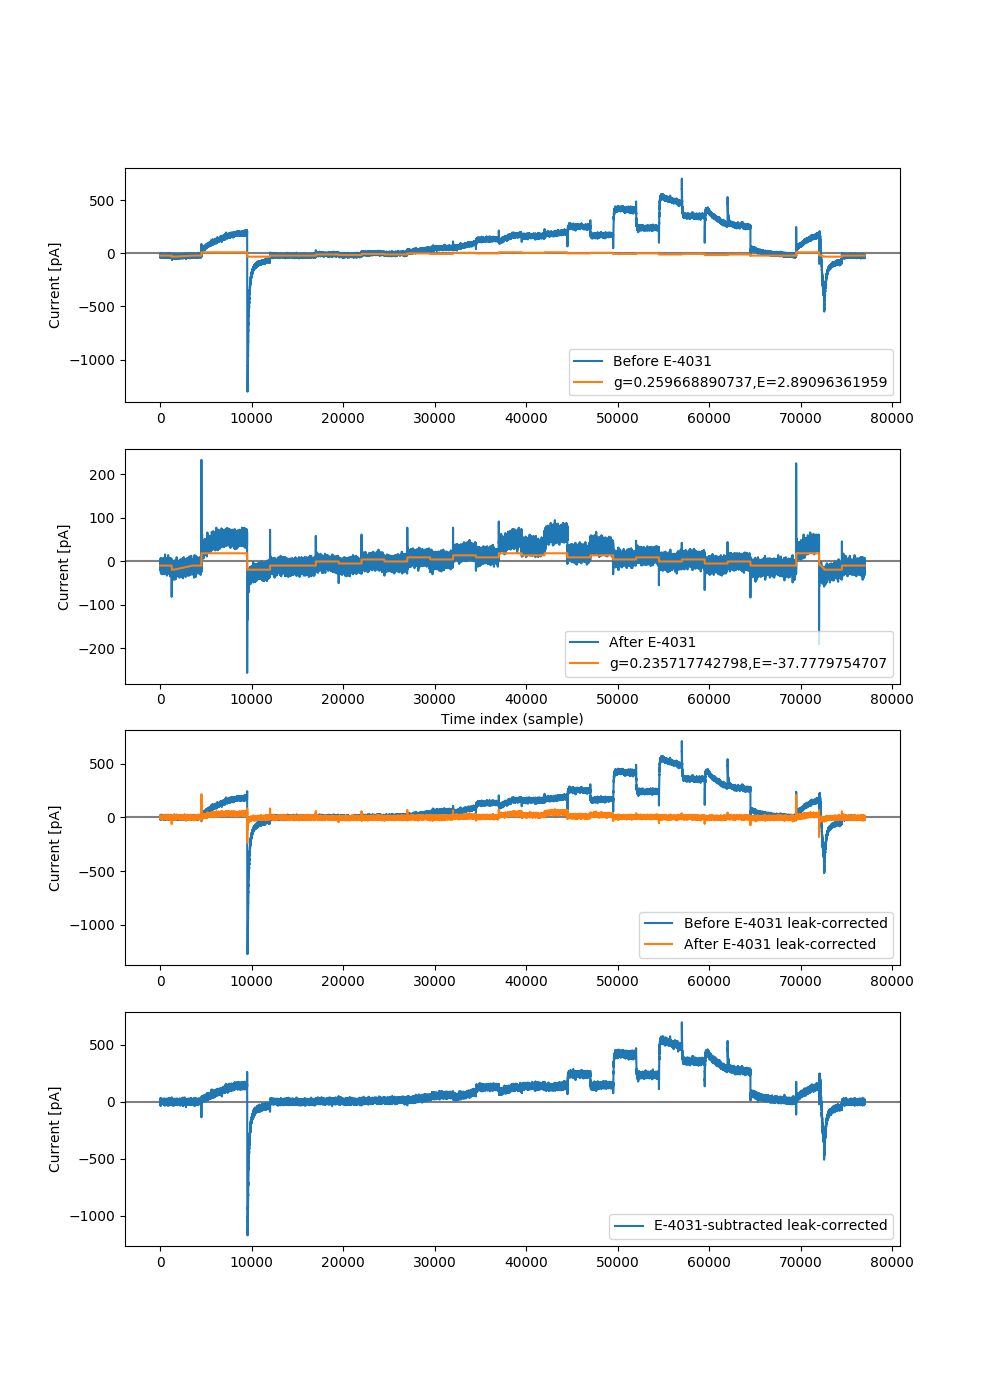 500
0
−500
−1000
Current [pA]
Before E-4031
g=0.259668890737,E=2.89096361959
0 10000 20000 30000 40000 50000 60000 70000 80000
200
100
0
−100
−200
Current [pA]
After E-4031
g=0.235717742798,E=-37.7779754707
0 10000 20000 30000 40000 50000 60000 70000 80000
Time index (sample)
500
0
−500
−1000
Current [pA]
Before E-4031 leak-corrected
After E-4031 leak-corrected
0 10000 20000 30000 40000 50000 60000 70000 80000
500
0
−500
−1000
Current [pA]
E-4031-subtracted leak-corrected
0 10000 20000 30000 40000 50000 60000 70000 80000